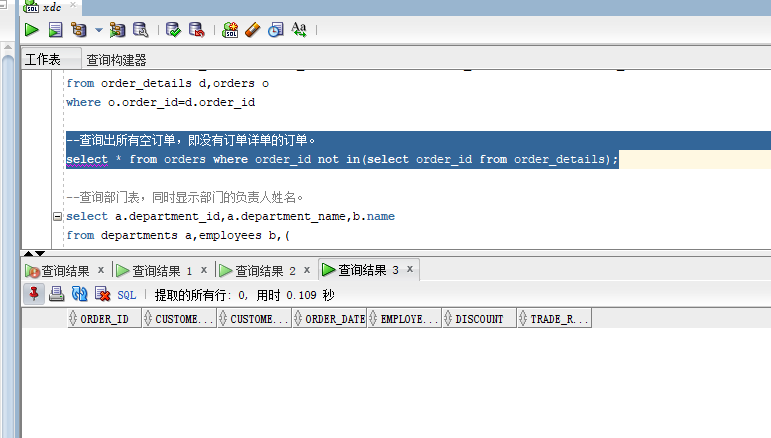 xdc
SQL
Aa
工作表 查询构建器
from order_details d,orders o
where o.order_id=d.order_id
--查询出所有空订单，即没有订单详单的订单。
select * from orders where order_id not in(select order_id from order_details);
--查询部门表，同时显示部门的负责人姓名。
select a.department_id,a.department_name,b.name
from departments a,employees b,(
查询结果 × 查询结果 1 × 查询结果 2 × 查询结果 3 ×
SQL | 提取的所有行: 0, 用时 0.109 秒
ORDER_ID CUSTOME... CUSTOME... ORDER_DATE EMPLOYE... DISCOUNT TRADE_R...